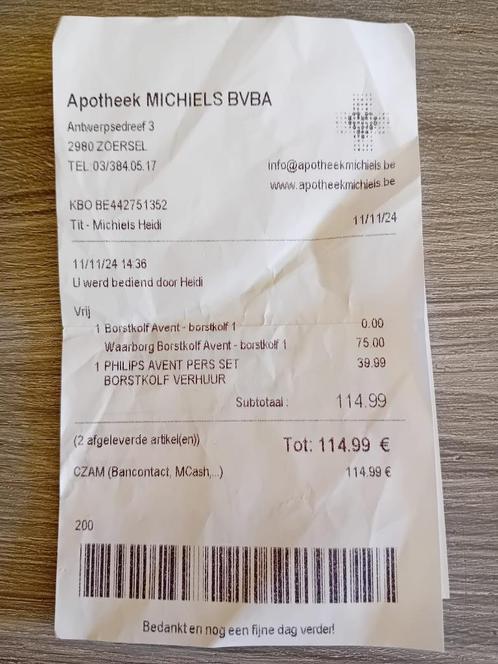 Apotheek MICHIELS BVBA
Antwerpsedreef 3
2980 ZOERSEL
TEL 03/384.05.17
info@apotheekmichiels.be
www.apotheekmichiels.be
KBO BE442751352
Tit - Michiels Heidi 11/11/24
11/11/24 14:36
U werd bediend door Heidi
Vrij
1 Borstkolf Avent - borstkolf 1 0.00
Waarborg Borstkolf Avent - borstkolf 1 75.00
1 PHILIPS AVENT PERS SET 39.99
BORSTKOLF VERHUUR
Subtotaal : 114.99
(2 afgeleverde artikel(en)) Tot: 114.99 €
CZAM (Bancontact, MCash,...) 114.99 €
200
Bedankt en nog een fijne dag verder!